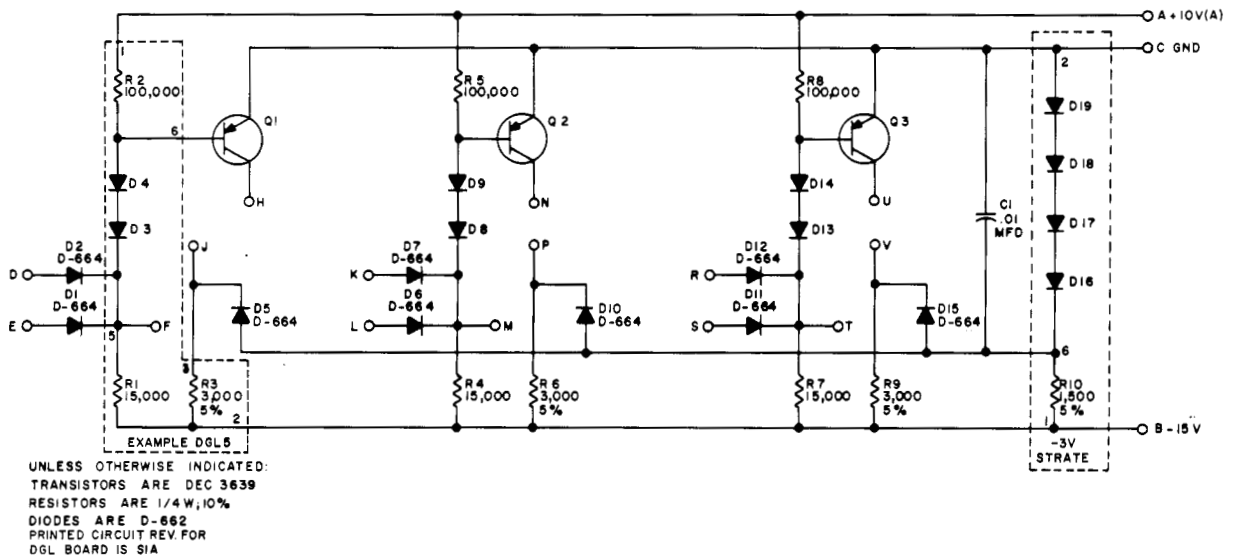 A+10V(A)
C GND
1
2
R2
100,000
R5
100,000
R8
100,000
D19
6
Q1
Q2
Q3
D18
D4
D9
D14
H
N
U
C1
.01
MFD
D17
D3
J
D8
P
D13
V
D2
D-664
D7
D-664
D12
D-664
D16
D
K
R
D1
D-664
D5
D-664
D6
D-664
D10
D-664
D11
D-664
D15
D-664
E
F
L
M
S
T
5
6
3
R1
15,000
R3
3,000
5%
R4
15,000
R6
3,000
5%
R7
15,000
R9
3,000
5%
R10
1,500
5%
2
1
B-15V
EXAMPLE DGL5
-3V
STRATE
UNLESS OTHERWISE INDICATED:
TRANSISTORS ARE DEC 3639
RESISTORS ARE 1/4W;10%
DIODES ARE D-662
PRINTED CIRCUIT REV. FOR
DGL BOARD IS S1A